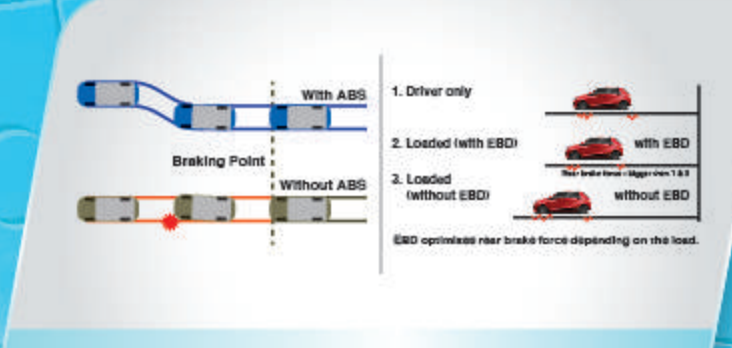 With ABS
Braking Point
Without ABS
1. Driver only
2. Loaded (with EBD)
with EBD
3. Loaded
(without EBD)
without EBD
EBD optimises rear brake force depending on the load.